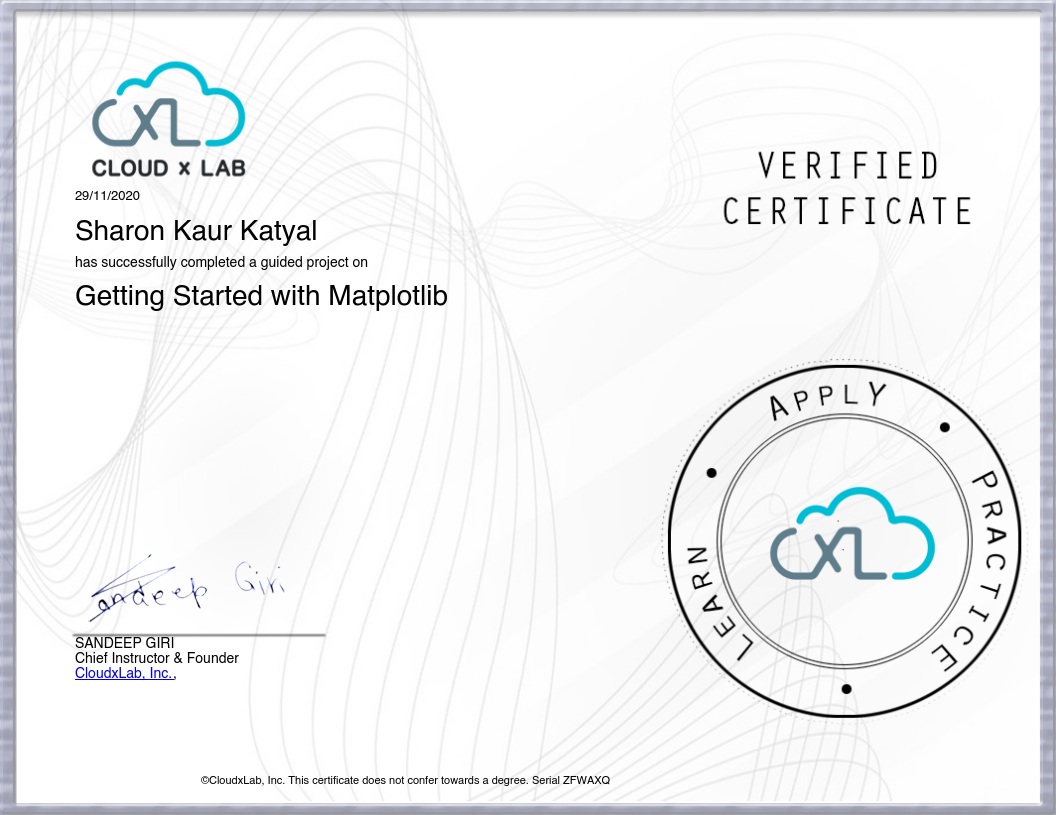 CXL
CLOUD x LAB
29/11/2020
Sharon Kaur Katyal
has successfully completed a guided project on
Getting Started with Matplotlib
VERIFIED
CERTIFICATE
LEARN • APPLY • PRACTICE •
CXL
Sandeep Giri
SANDEEP GIRI
Chief Instructor & Founder
CloudxLab, Inc.,
©CloudxLab, Inc. This certificate does not confer towards a degree. Serial ZFWAXQ